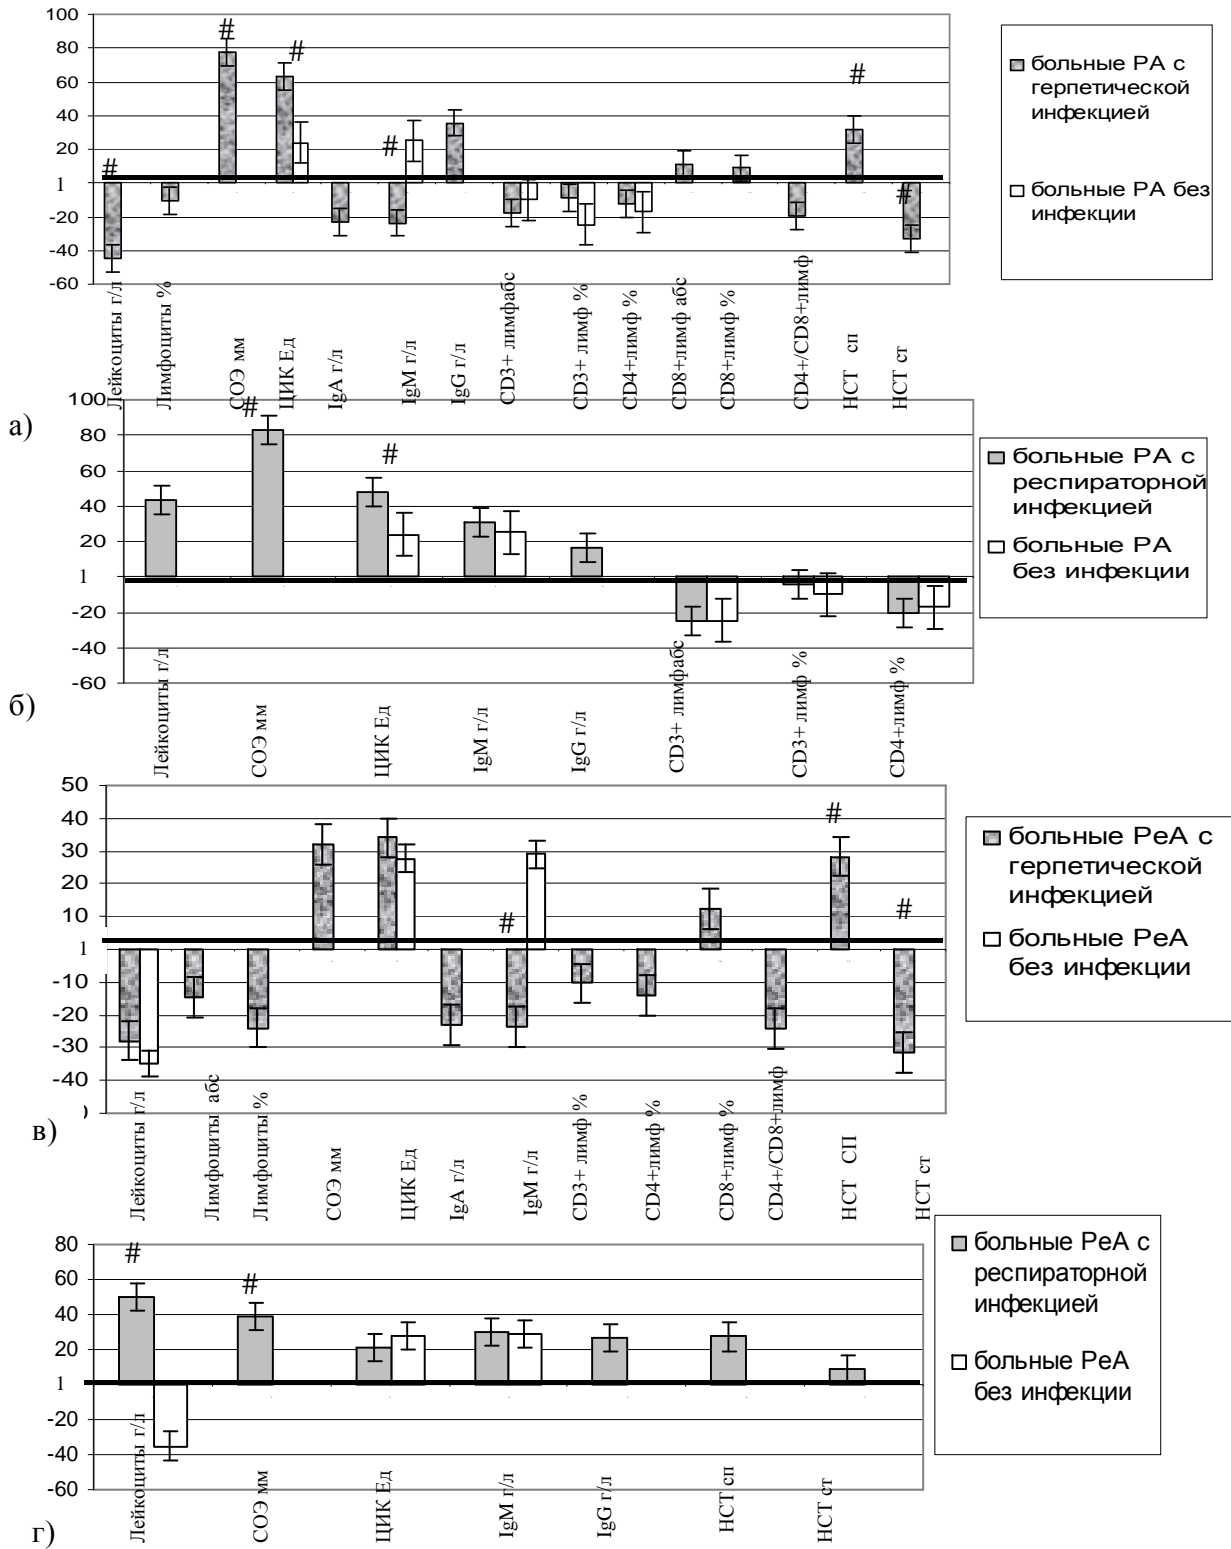 100
80
60
40
20
1
-20
-40
-60
#
#
#
#
#
#
больные РА с
герпетической
инфекцией
больные РА без
инфекции
Лейкоциты г/л
Лимфоциты %
СОЭ мм
ЦИК Ед
IgA г/л
IgM г/л
IgG г/л
CD3+ лимфабс
CD3+ лимф %
CD4+лимф %
CD8+лимф абс
CD8+лимф %
CD4+/CD8+лимф
НСТ сп
НСТ ст
а)
100
80
60
40
20
1
-20
-40
-60
#
#
больные РА с
респираторной
инфекцией
больные РА
без инфекции
Лейкоциты г/л
СОЭ мм
ЦИК Ед
IgM г/л
IgG г/л
CD3+ лимфабс
CD3+ лимф %
CD4+лимф %
б)
50
40
30
20
10
1
-10
-20
-30
-40
#
#
#
больные РеА с
герпетической
инфекцией
больные РеА
без инфекции
Лейкоциты г/л
Лимфоциты абс
Лимфоциты %
СОЭ мм
ЦИК Ед
IgA г/л
IgM г/л
CD3+ лимф %
CD4+лимф %
CD8+лимф %
CD4+/CD8+лимф
НСТ СП
НСТ ст
в)
80
60
40
20
1
-20
-40
-60
#
#
больные РеА с
респираторной
инфекцией
больные РеА
без инфекции
Лейкоциты г/л
СОЭ мм
ЦИК Ед
IgM г/л
IgG г/л
НСТ сп
НСТ ст
г)